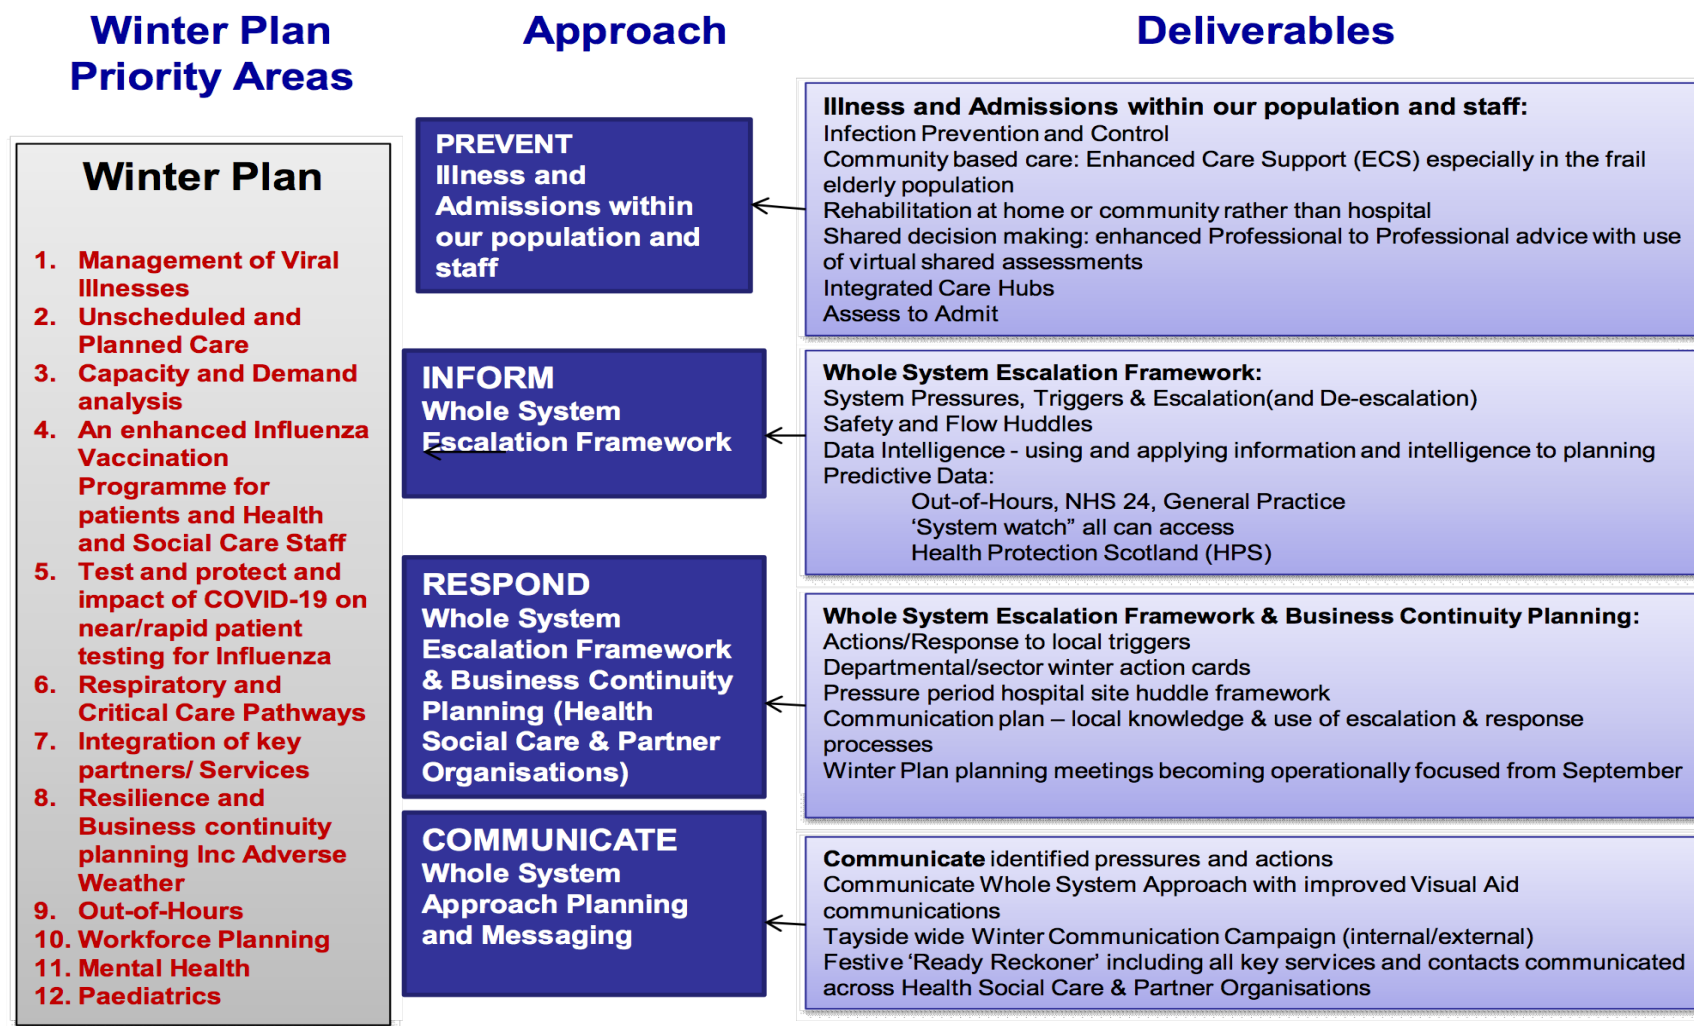 Winter Plan
Priority Areas
Approach
Deliverables
Winter Plan
1. Management of Viral
Illnesses
2. Unscheduled and
Planned Care
3. Capacity and Demand
analysis
4. An enhanced Influenza
Vaccination
Programme for
patients and Health
and Social Care Staff
5. Test and protect and
impact of COVID-19 on
near/rapid patient
testing for Influenza
6. Respiratory and
Critical Care Pathways
7. Integration of key
partners/ Services
8. Resilience and
Business continuity
planning Inc Adverse
Weather
9. Out-of-Hours
10. Workforce Planning
11. Mental Health
12. Paediatrics
PREVENT
Illness and
Admissions within
our population and
staff
Illness and Admissions within our population and staff:
Infection Prevention and Control
Community based care: Enhanced Care Support (ECS) especially in the frail
elderly population
Rehabilitation at home or community rather than hospital
Shared decision making: enhanced Professional to Professional advice with use
of virtual shared assessments
Integrated Care Hubs
Assess to Admit
INFORM
Whole System
Escalation Framework
Whole System Escalation Framework:
System Pressures, Triggers & Escalation(and De-escalation)
Safety and Flow Huddles
Data Intelligence - using and applying information and intelligence to planning
Predictive Data:
Out-of-Hours, NHS 24, General Practice
‘System watch” all can access
Health Protection Scotland (HPS)
RESPOND
Whole System
Escalation Framework
& Business Continuity
Planning (Health
Social Care & Partner
Organisations)
Whole System Escalation Framework & Business Continuity Planning:
Actions/Response to local triggers
Departmental/sector winter action cards
Pressure period hospital site huddle framework
Communication plan – local knowledge & use of escalation & response
processes
Winter Plan planning meetings becoming operationally focused from September
COMMUNICATE
Whole System
Approach Planning
and Messaging
Communicate identified pressures and actions
Communicate Whole System Approach with improved Visual Aid
communications
Tayside wide Winter Communication Campaign (internal/external)
Festive ‘Ready Reckoner’ including all key services and contacts communicated
across Health Social Care & Partner Organisations